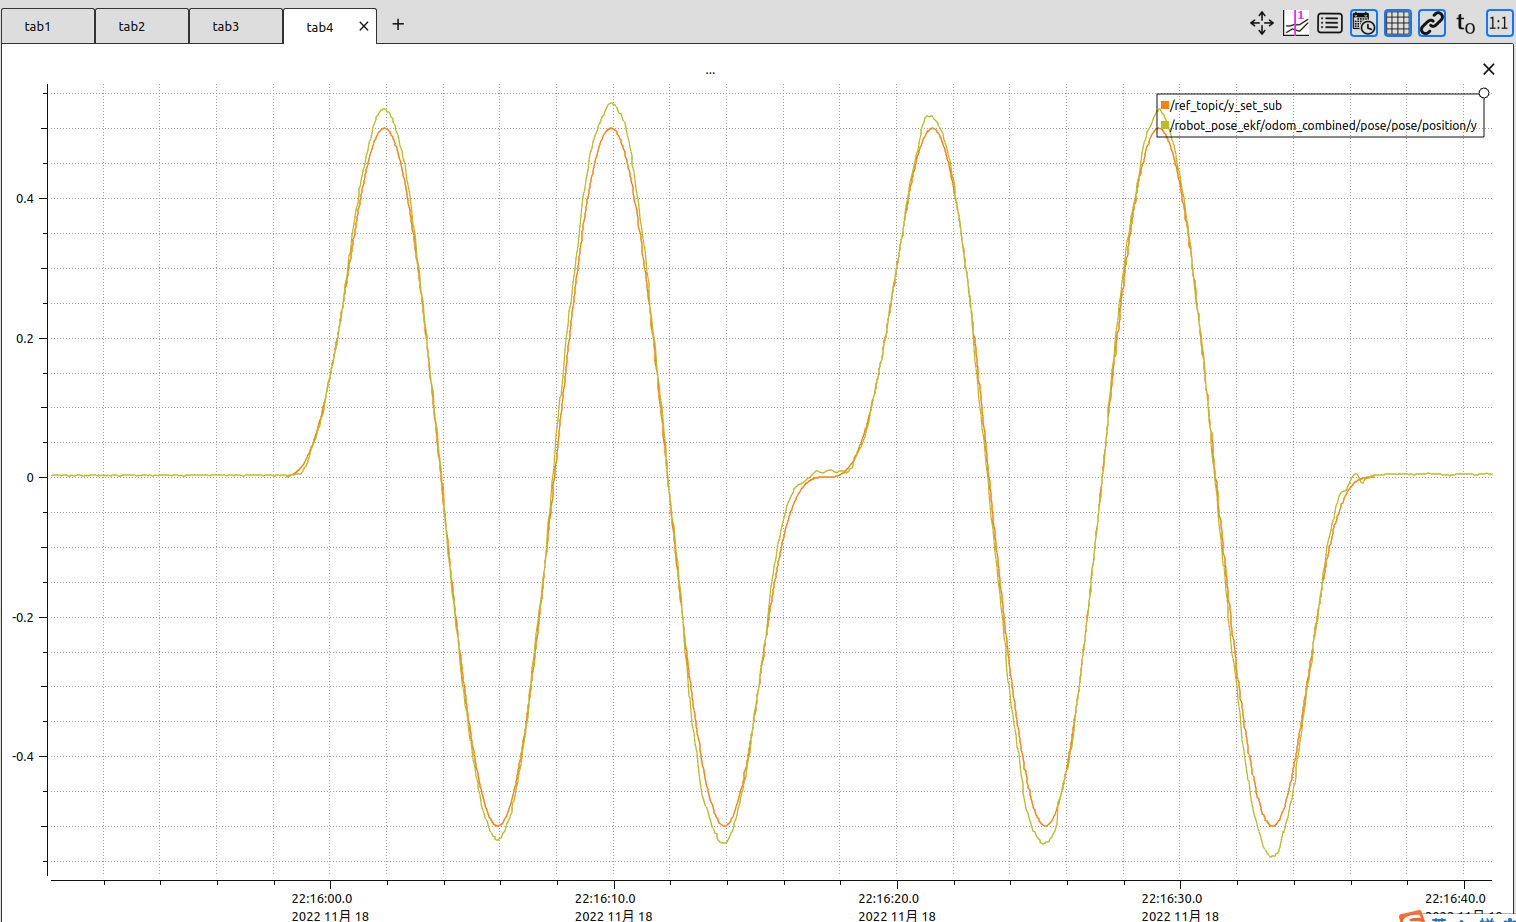 tab1 tab2 tab3 tab4 × +
t0 1:1
...
/ref_topic/y_set_sub
/robot_pose_ekf/odom_combined/pose/pose/position/y
0.4
0.2
0
-0.2
-0.4
22:16:00.0 22:16:10.0 22:16:20.0 22:16:30.0 22:16:40.0
2022 11月 18 2022 11月 18 2022 11月 18 2022 11月 18